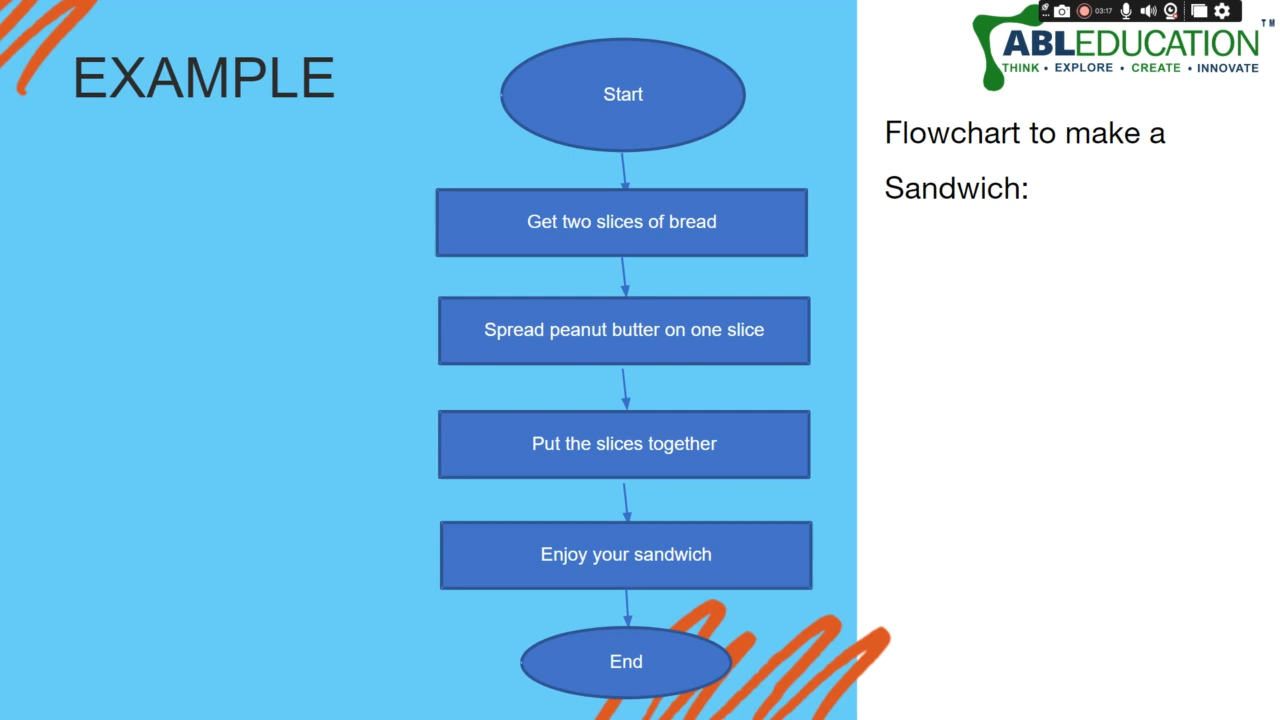 EXAMPLE
Start
Get two slices of bread
Spread peanut butter on one slice
Put the slices together
Enjoy your sandwich
End
03:17
ABLEDUCATION TM
THINK • EXPLORE • CREATE • INNOVATE
Flowchart to make a
Sandwich: